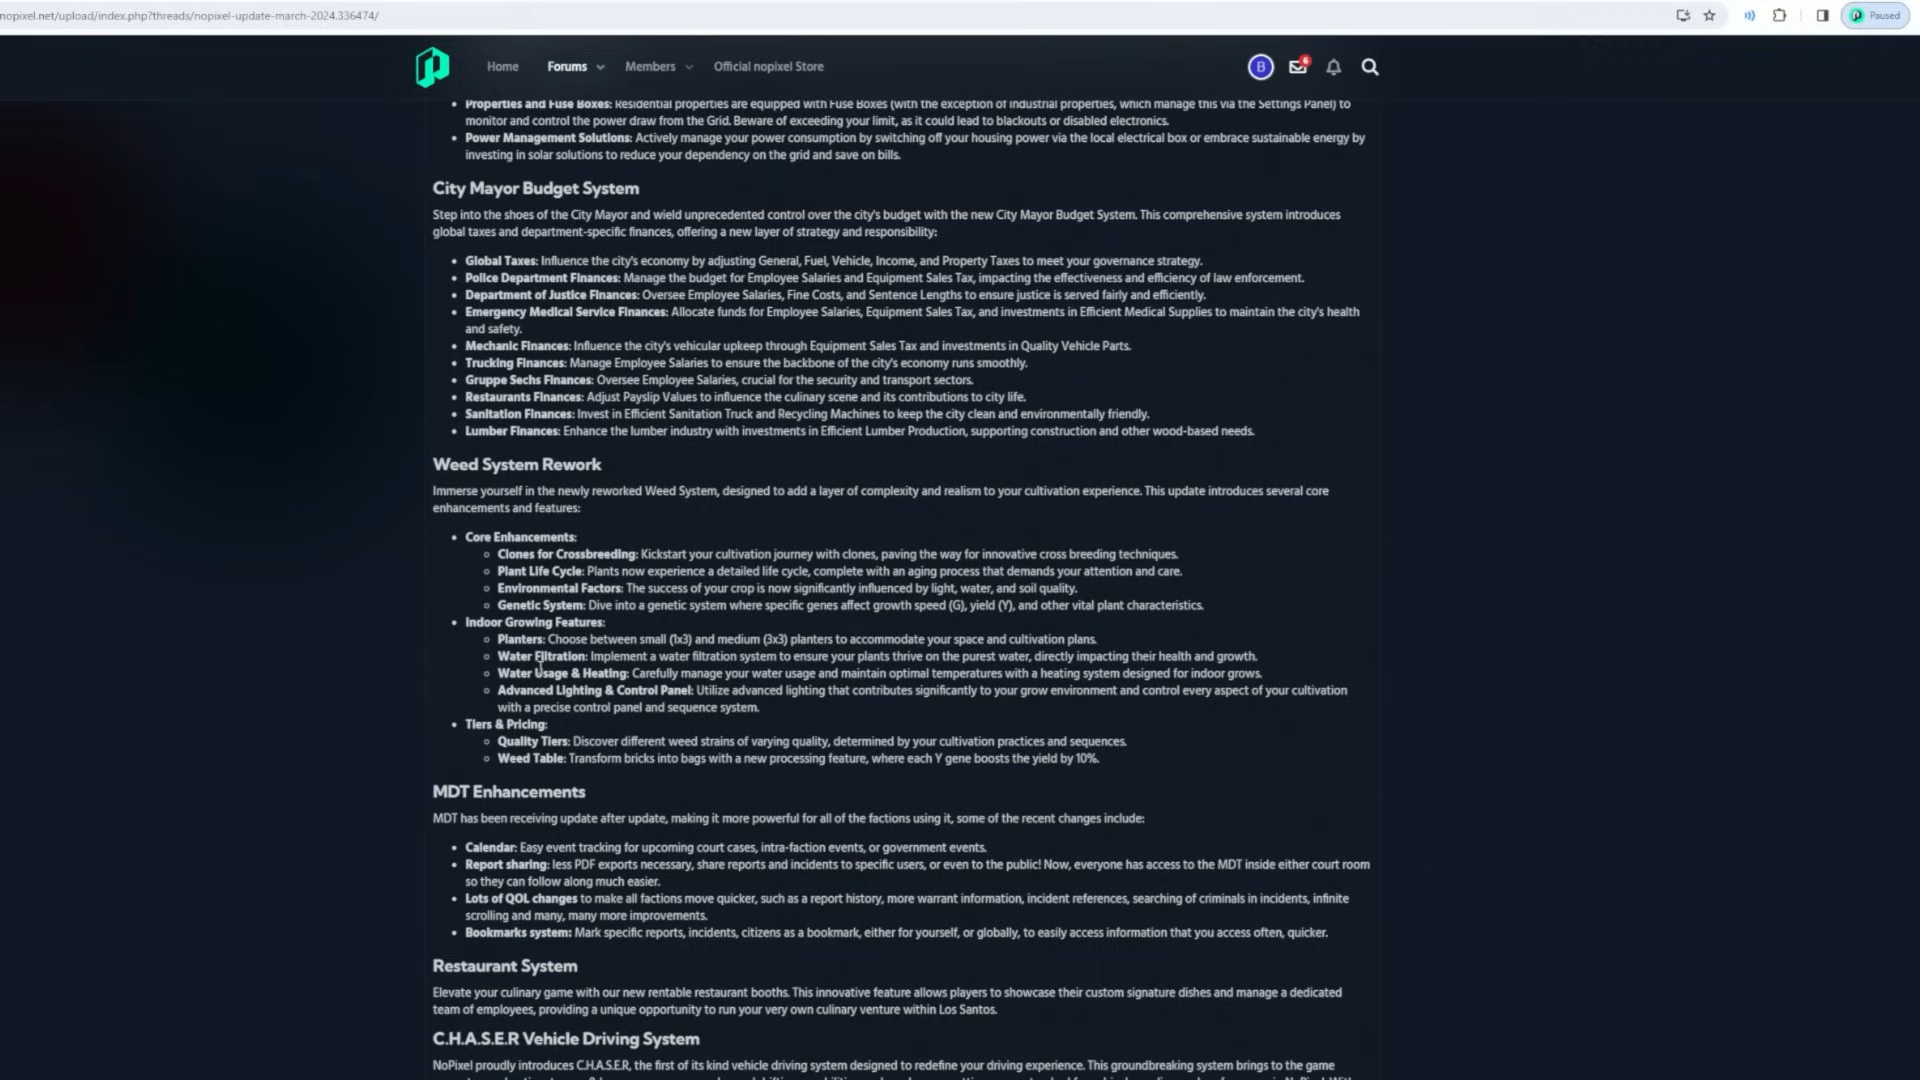 nopixel.net/upload/index.php?threads/nopixel-update-march-2024.336474/
Paused
Home
Forums
Members
Official nopixel Store
B
6
Properties and Fuse Boxes: Residential properties are equipped with Fuse Boxes (with the exception of industrial properties, which manage this via the Settings Panel) to
monitor and control the power draw from the Grid. Beware of exceeding your limit, as it could lead to blackouts or disabled electronics.
Power Management Solutions: Actively manage your power consumption by switching off your housing power via the local electrical box or embrace sustainable energy by
investing in solar solutions to reduce your dependency on the grid and save on bills.
City Mayor Budget System
Step into the shoes of the City Mayor and wield unprecedented control over the city's budget with the new City Mayor Budget System. This comprehensive system introduces
global taxes and department-specific finances, offering a new layer of strategy and responsibility:
Global Taxes: Influence the city's economy by adjusting General, Fuel, Vehicle, Income, and Property Taxes to meet your governance strategy.
Police Department Finances: Manage the budget for Employee Salaries and Equipment Sales Tax, impacting the effectiveness and efficiency of law enforcement.
Department of Justice Finances: Oversee Employee Salaries, Fine Costs, and Sentence Lengths to ensure justice is served fairly and efficiently.
Emergency Medical Service Finances: Allocate funds for Employee Salaries, Equipment Sales Tax, and investments in Efficient Medical Supplies to maintain the city's health
and safety.
Mechanic Finances: Influence the city's vehicular upkeep through Equipment Sales Tax and investments in Quality Vehicle Parts.
Trucking Finances: Manage Employee Salaries to ensure the backbone of the city's economy runs smoothly.
Gruppe Sechs Finances: Oversee Employee Salaries, crucial for the security and transport sectors.
Restaurants Finances: Adjust Payslip Values to influence the culinary scene and its contributions to city life.
Sanitation Finances: Invest in Efficient Sanitation Truck and Recycling Machines to keep the city clean and environmentally friendly.
Lumber Finances: Enhance the lumber industry with investments in Efficient Lumber Production, supporting construction and other wood-based needs.
Weed System Rework
Immerse yourself in the newly reworked Weed System, designed to add a layer of complexity and realism to your cultivation experience. This update introduces several core
enhancements and features:
Core Enhancements:
Clones for Crossbreeding: Kickstart your cultivation journey with clones, paving the way for innovative cross breeding techniques.
Plant Life Cycle: Plants now experience a detailed life cycle, complete with an aging process that demands your attention and care.
Environmental Factors: The success of your crop is now significantly influenced by light, water, and soil quality.
Genetic System: Dive into a genetic system where specific genes affect growth speed (G), yield (Y), and other vital plant characteristics.
Indoor Growing Features:
Planters: Choose between small (1x3) and medium (3x3) planters to accommodate your space and cultivation plans.
Water Filtration: Implement a water filtration system to ensure your plants thrive on the purest water, directly impacting their health and growth.
Water Usage & Heating: Carefully manage your water usage and maintain optimal temperatures with a heating system designed for indoor grows.
Advanced Lighting & Control Panel: Utilize advanced lighting that contributes significantly to your grow environment and control every aspect of your cultivation
with a precise control panel and sequence system.
Tiers & Pricing:
Quality Tiers: Discover different weed strains of varying quality, determined by your cultivation practices and sequences.
Weed Table: Transform bricks into bags with a new processing feature, where each Y gene boosts the yield by 10%.
MDT Enhancements
MDT has been receiving update after update, making it more powerful for all of the factions using it, some of the recent changes include:
Calendar: Easy event tracking for upcoming court cases, intra-faction events, or government events.
Report sharing: less PDF exports necessary, share reports and incidents to specific users, or even to the public! Now, everyone has access to the MDT inside either court room
so they can follow along much easier.
Lots of QOL changes to make all factions move quicker, such as a report history, more warrant information, incident references, searching of criminals in incidents, infinite
scrolling and many, many more improvements.
Bookmarks system: Mark specific reports, incidents, citizens as a bookmark, either for yourself, or globally, to easily access information that you access often, quicker.
Restaurant System
Elevate your culinary game with our new rentable restaurant booths. This innovative feature allows players to showcase their custom signature dishes and manage a dedicated
team of employees, providing a unique opportunity to run your very own culinary venture within Los Santos.
C.H.A.S.E.R Vehicle Driving System
NoPixel proudly introduces C.H.A.S.E.R, the first of its kind vehicle driving system designed to redefine your driving experience. This groundbreaking system brings to the game